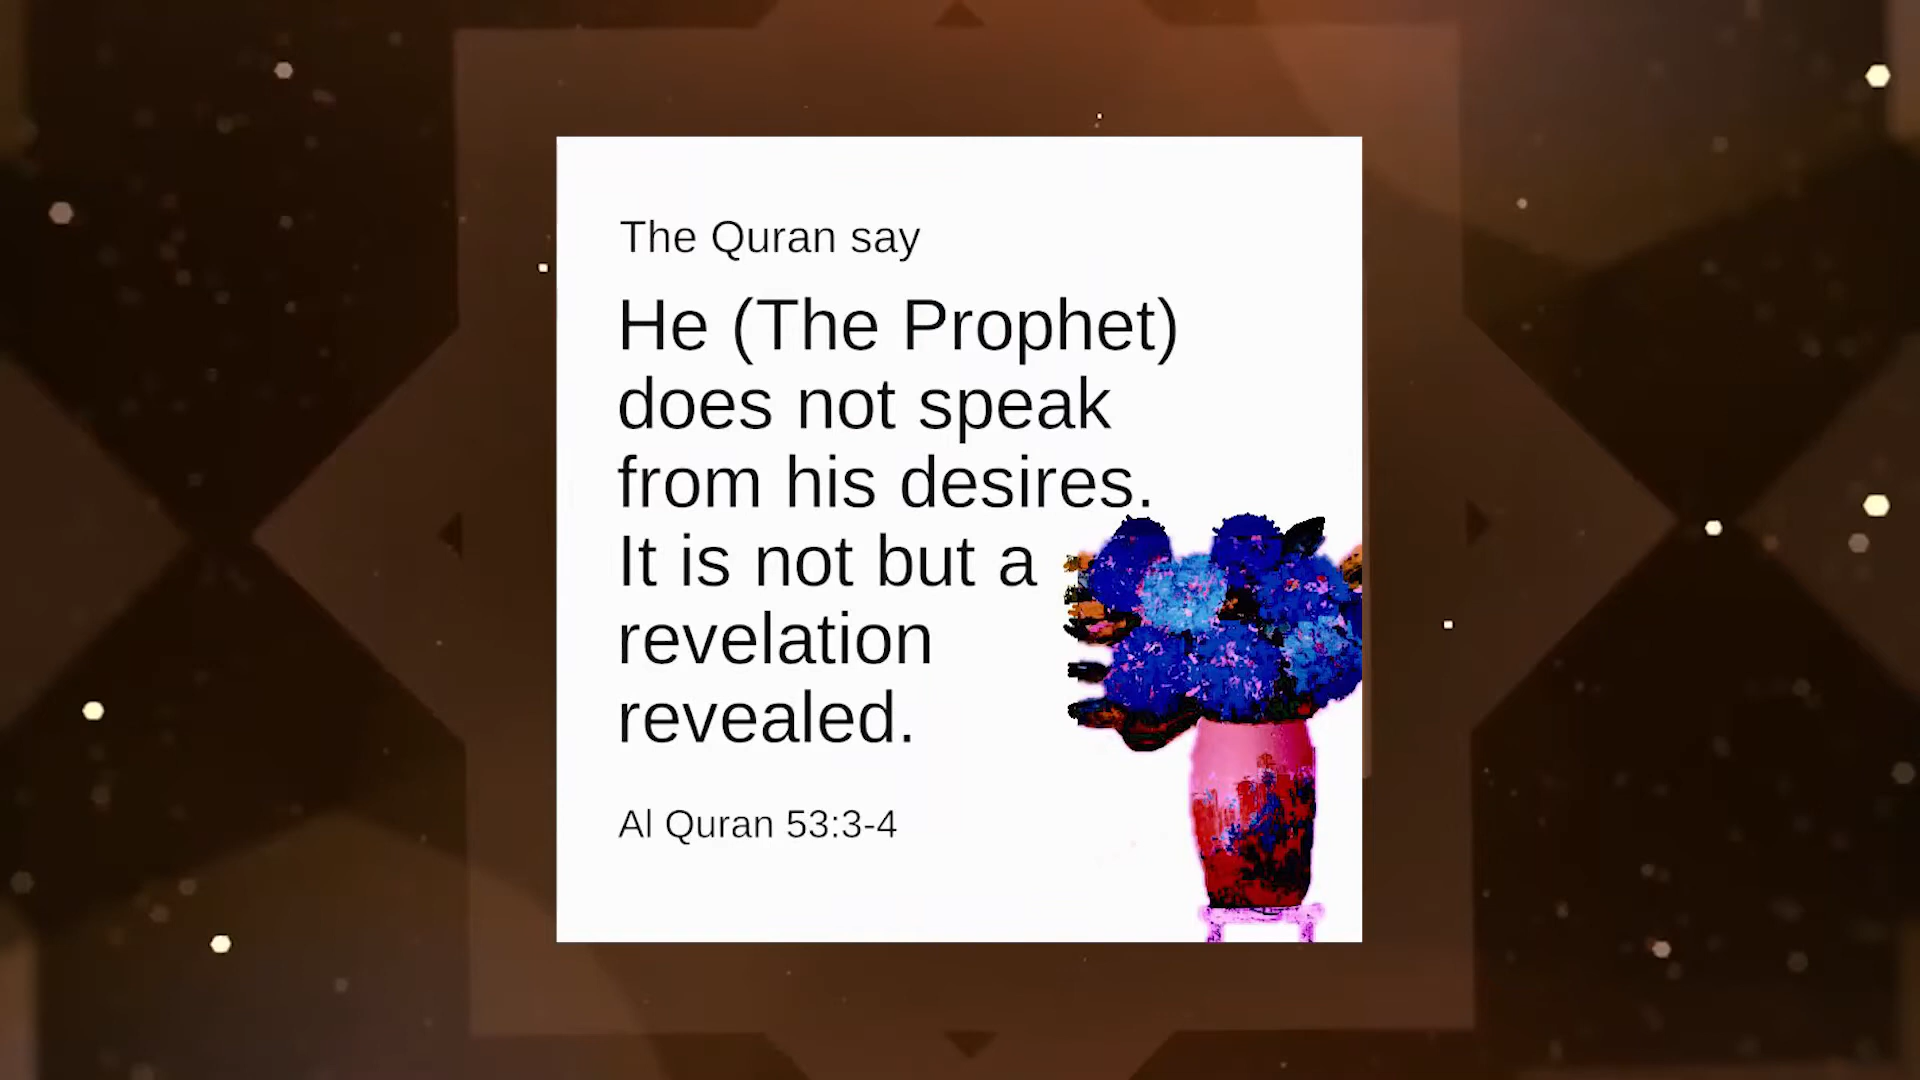 The Quran say
He (The Prophet)
does not speak
from his desires.
It is not but a
revelation
revealed.
Al Quran 53:3-4